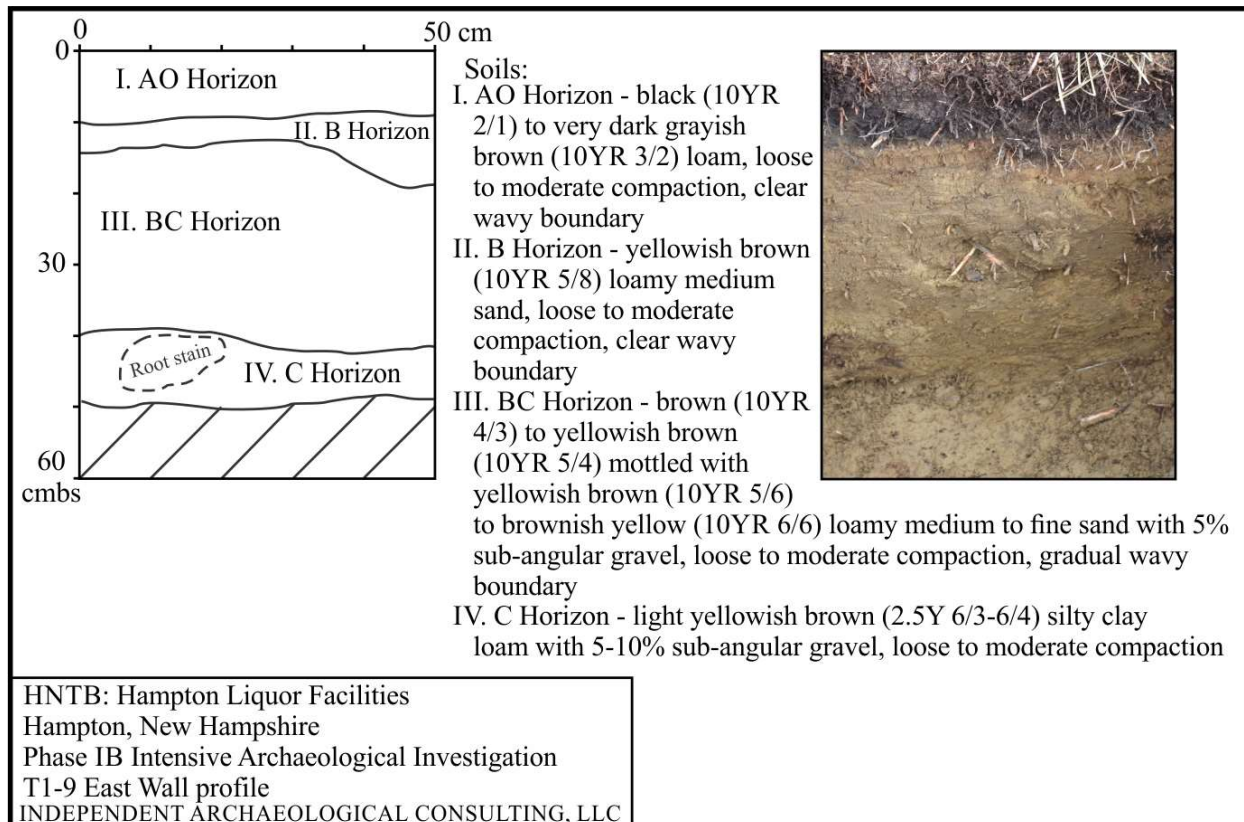 0
50 cm
0
I. AO Horizon
II. B Horizon
III. BC Horizon
30
Root stain
IV. C Horizon
60
cmbs
Soils:
I. AO Horizon - black (10YR
2/1) to very dark grayish
brown (10YR 3/2) loam, loose
to moderate compaction, clear
wavy boundary
II. B Horizon - yellowish brown
(10YR 5/8) loamy medium
sand, loose to moderate
compaction, clear wavy
boundary
III. BC Horizon - brown (10YR
4/3) to yellowish brown
(10YR 5/4) mottled with
yellowish brown (10YR 5/6)
to brownish yellow (10YR 6/6) loamy medium to fine sand with 5%
sub-angular gravel, loose to moderate compaction, gradual wavy
boundary
IV. C Horizon - light yellowish brown (2.5Y 6/3-6/4) silty clay
loam with 5-10% sub-angular gravel, loose to moderate compaction
HNTB: Hampton Liquor Facilities
Hampton, New Hampshire
Phase IB Intensive Archaeological Investigation
T1-9 East Wall profile
INDEPENDENT ARCHAEOLOGICAL CONSULTING, LLC